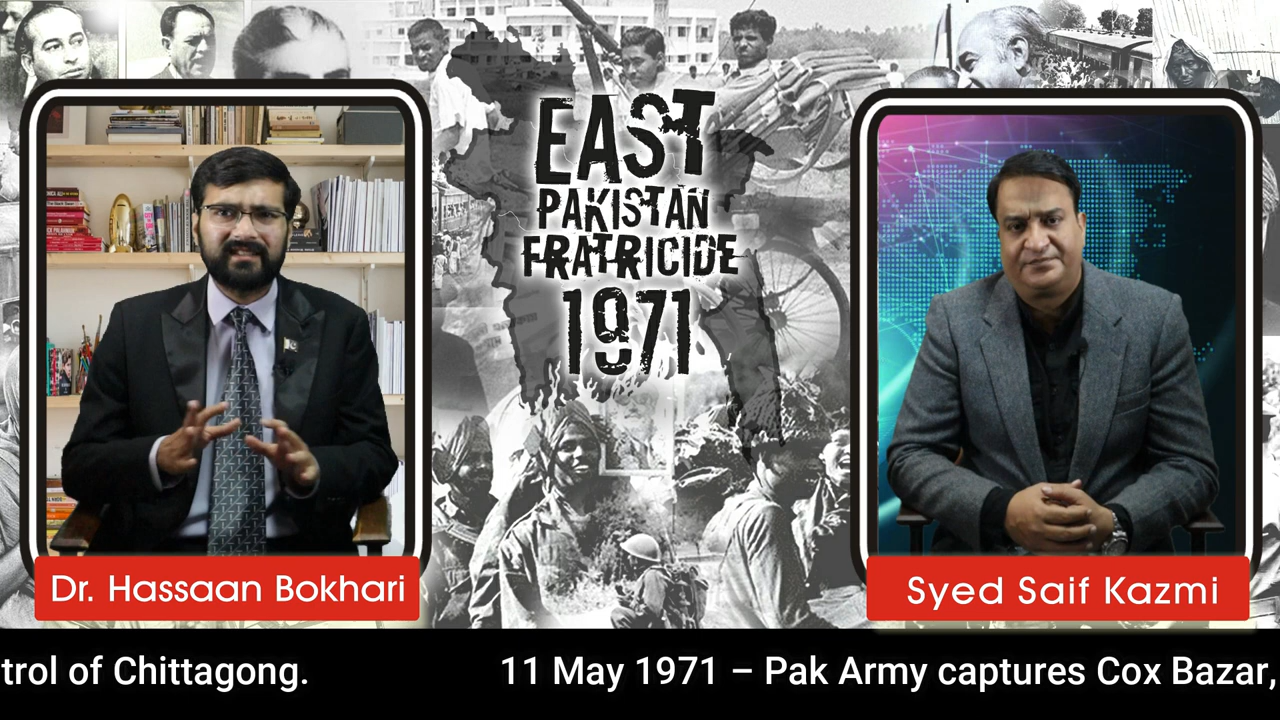 EAST
PAKISTAN
FRATRICIDE
1971
Dr. Hassaan Bokhari
Syed Saif Kazmi
trol of Chittagong.
11 May 1971 – Pak Army captures Cox Bazar,